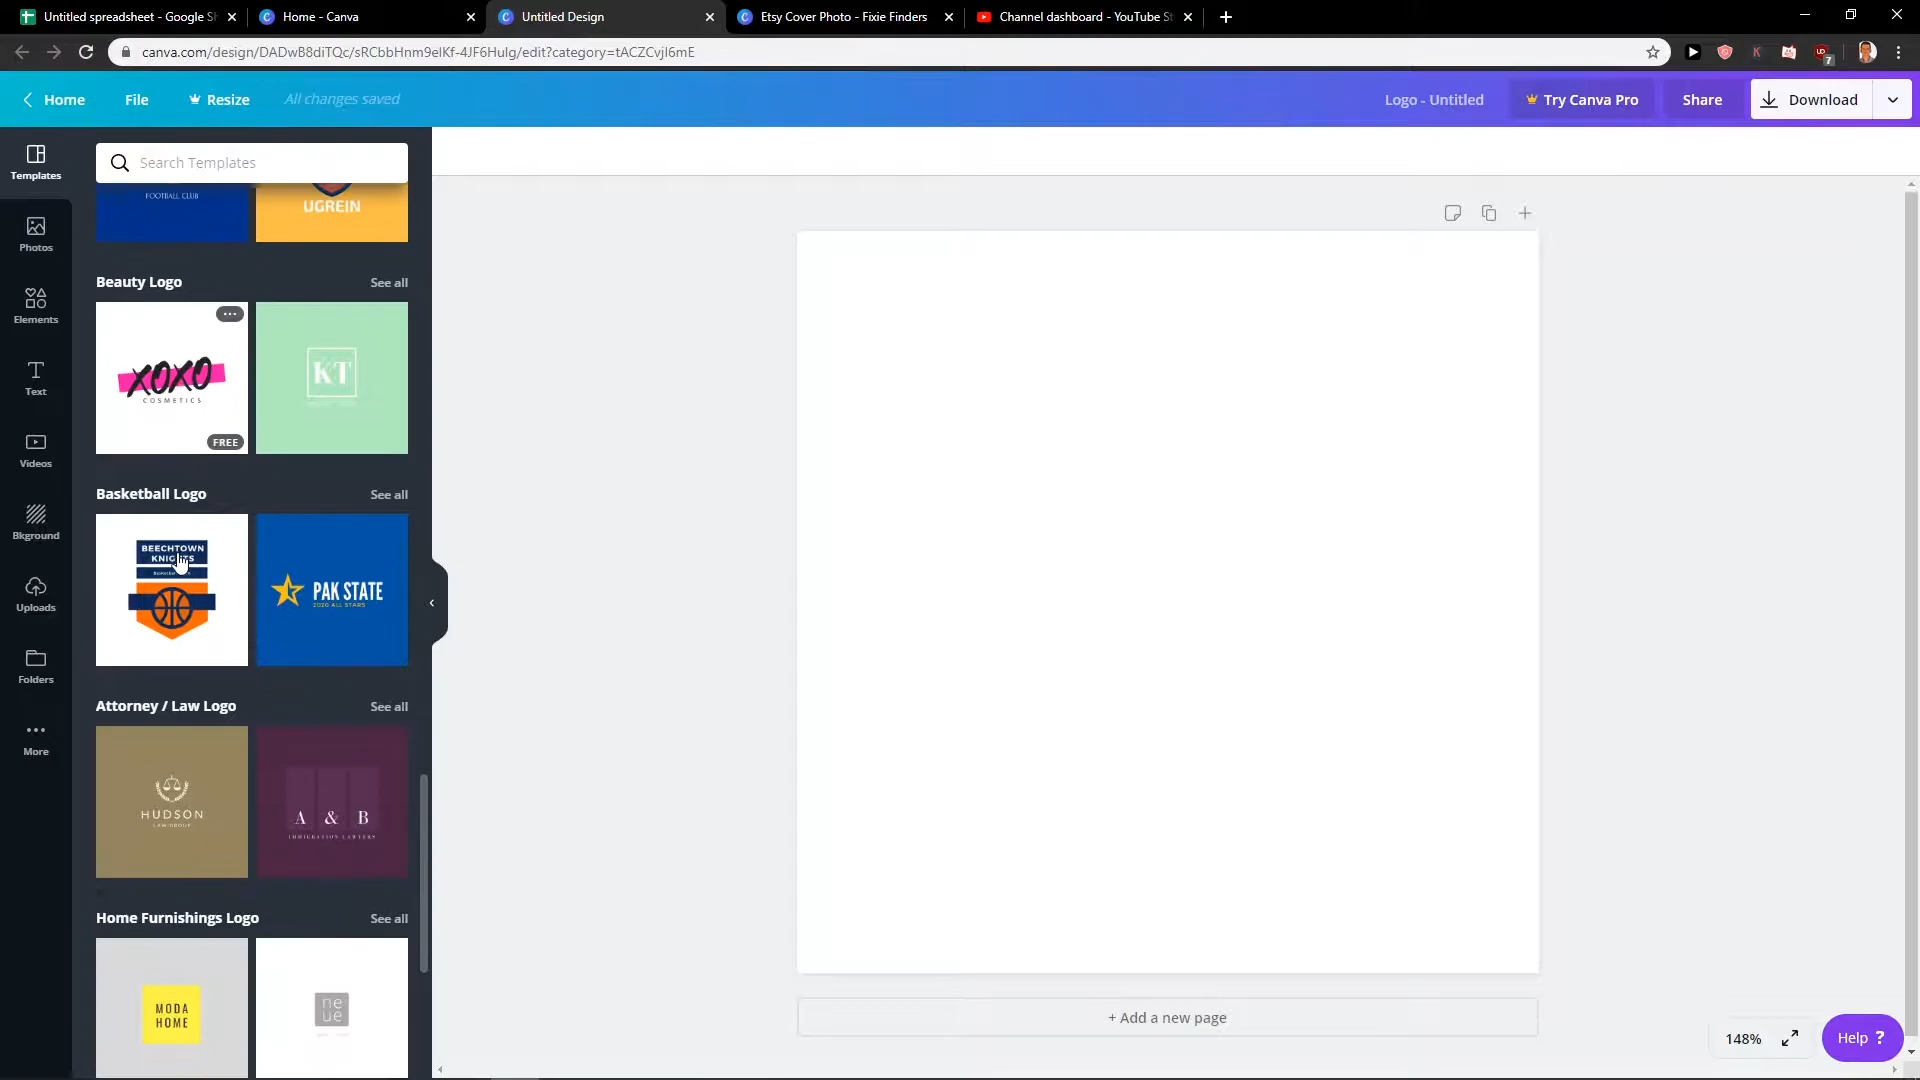 Untitled spreadsheet - Google Sh
Home - Canva
Untitled Design
Etsy Cover Photo - Fixie Finders
Channel dashboard - YouTube St
canva.com/design/DADwB8diTQc/sRCbbHnm9elKf-4JF6Hulg/edit?category=tACZCvjI6mE
7
Home
File
Resize
All changes saved
Logo - Untitled
Try Canva Pro
Share
Download
Templates
Photos
Elements
Text
Videos
Bkground
Uploads
Folders
More
Search Templates
FOOTBALL CLUB
UGREIN
Beauty Logo
See all
XOXO
COSMETICS
FREE
KT
Basketball Logo
See all
BEECHTOWN
KNIGHTS
PAK STATE
2020 ALL STARS
Attorney / Law Logo
See all
HUDSON
LAW GROUP
A & B
IMMIGRATION LAWYERS
Home Furnishings Logo
See all
MODA
HOME
ne
ue
+ Add a new page
148%
Help ?